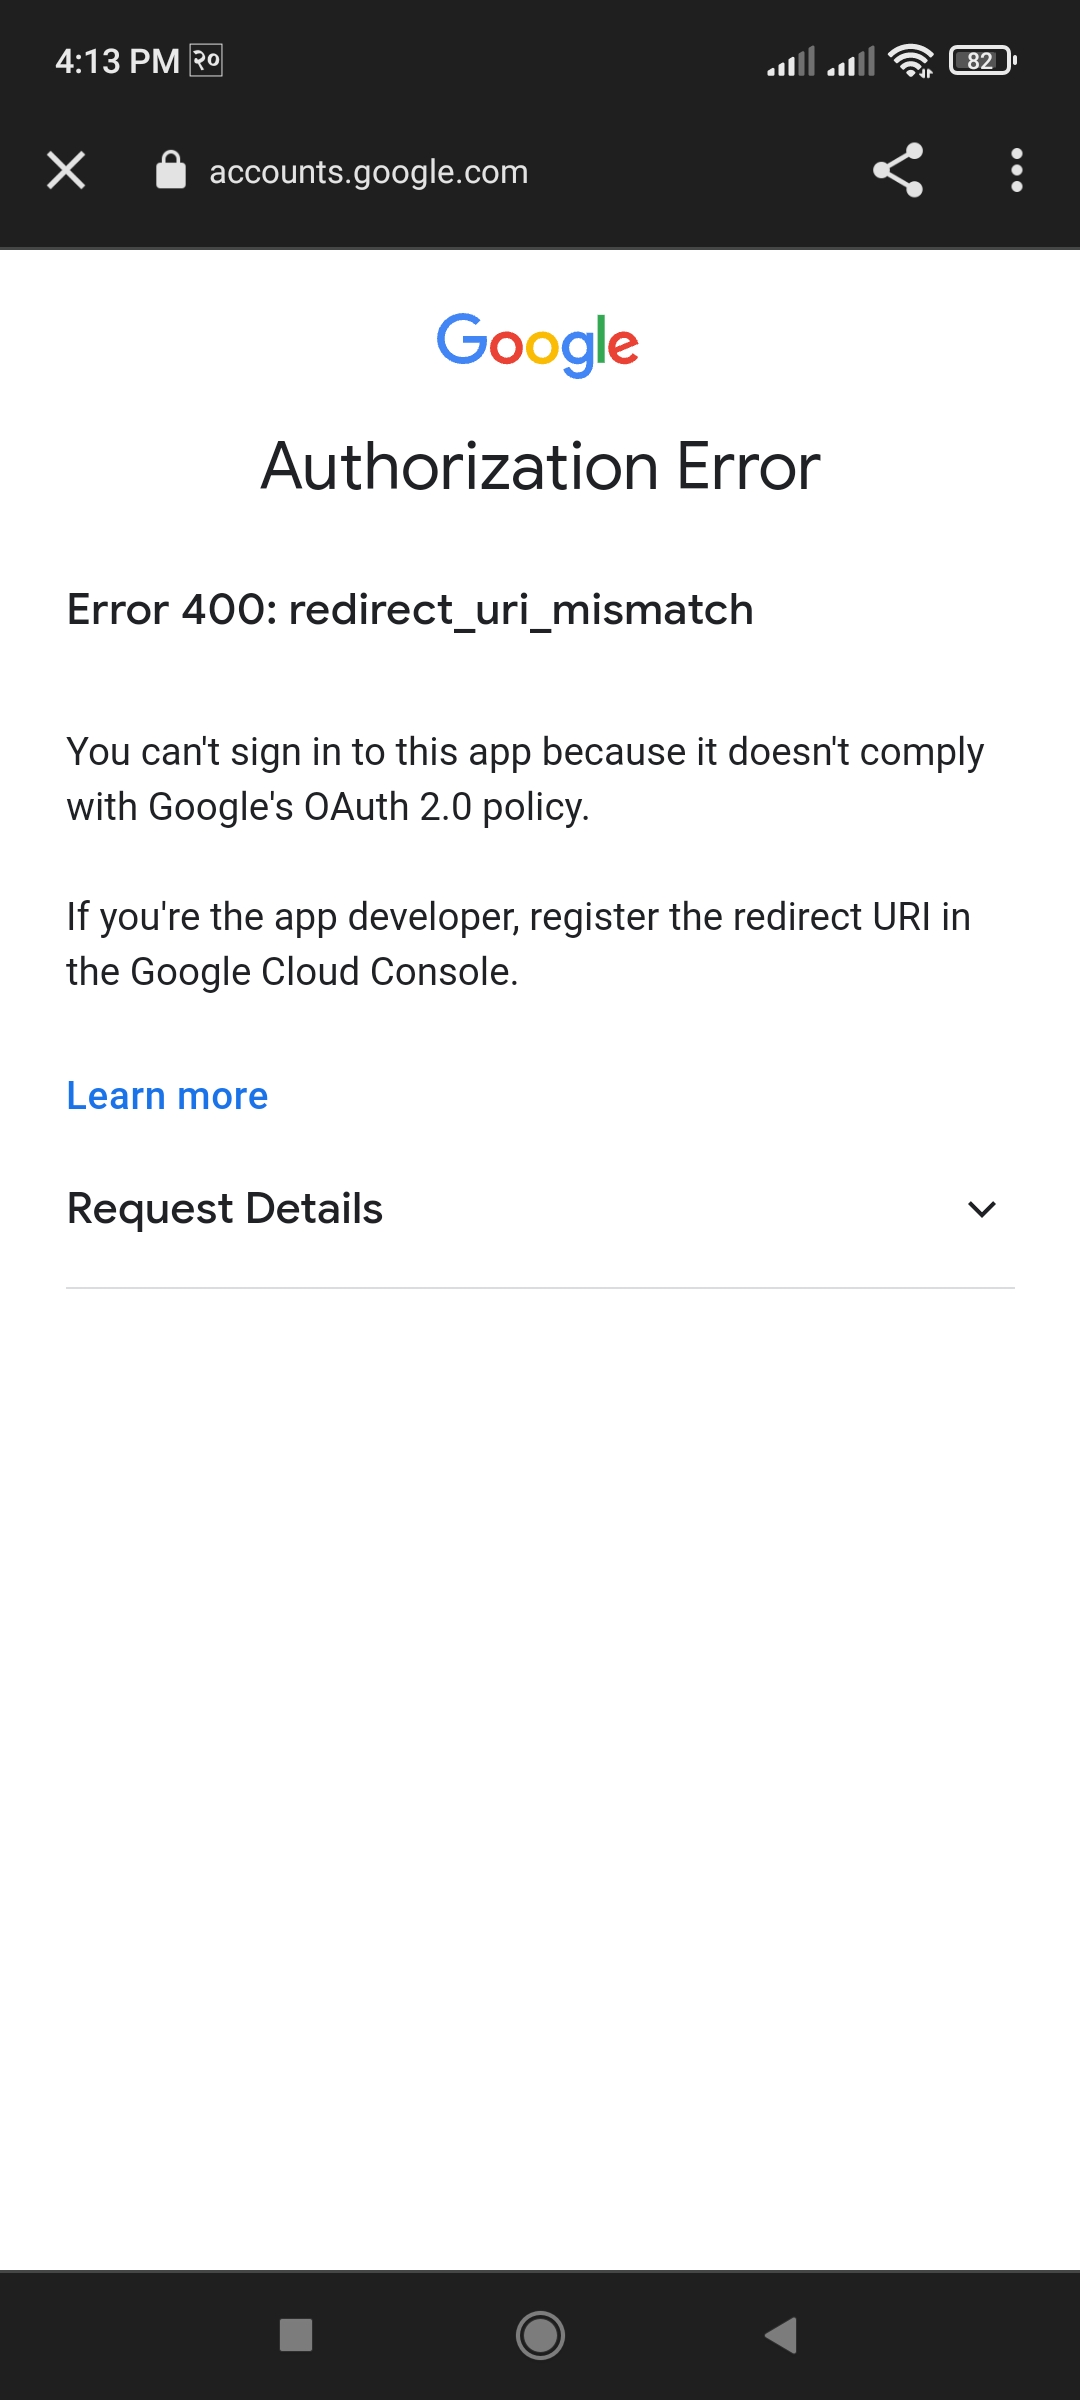 4:13 PM २०
82
accounts.google.com
Google
Authorization Error
Error 400: redirect_uri_mismatch
You can't sign in to this app because it doesn't comply
with Google's OAuth 2.0 policy.
If you're the app developer, register the redirect URI in
the Google Cloud Console.
Learn more
Request Details